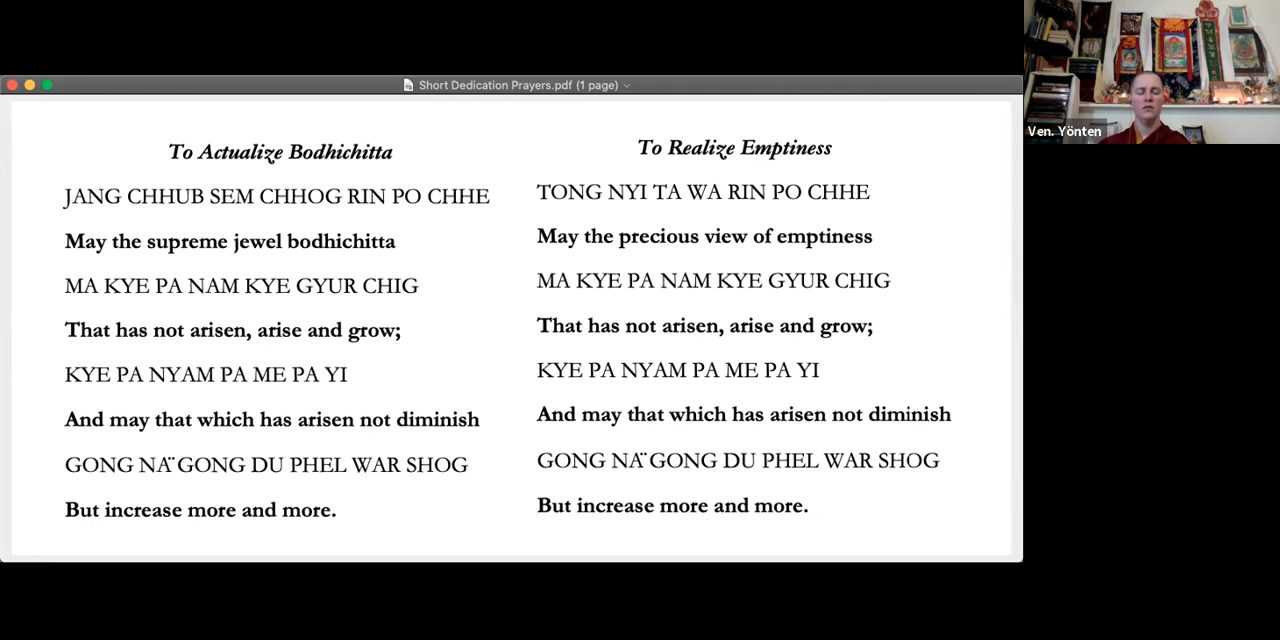 Short Dedication Prayers.pdf (1 page)
To Actualize Bodhichitta
JANG CHHUB SEM CHHOG RIN PO CHHE
May the supreme jewel bodhichitta
MA KYE PA NAM KYE GYUR CHIG
That has not arisen, arise and grow;
KYE PA NYAM PA ME PA YI
And may that which has arisen not diminish
GONG NA¨ GONG DU PHEL WAR SHOG
But increase more and more.
To Realize Emptiness
TONG NYI TA WA RIN PO CHHE
May the precious view of emptiness
MA KYE PA NAM KYE GYUR CHIG
That has not arisen, arise and grow;
KYE PA NYAM PA ME PA YI
And may that which has arisen not diminish
GONG NA¨ GONG DU PHEL WAR SHOG
But increase more and more.
Ven. Yönten